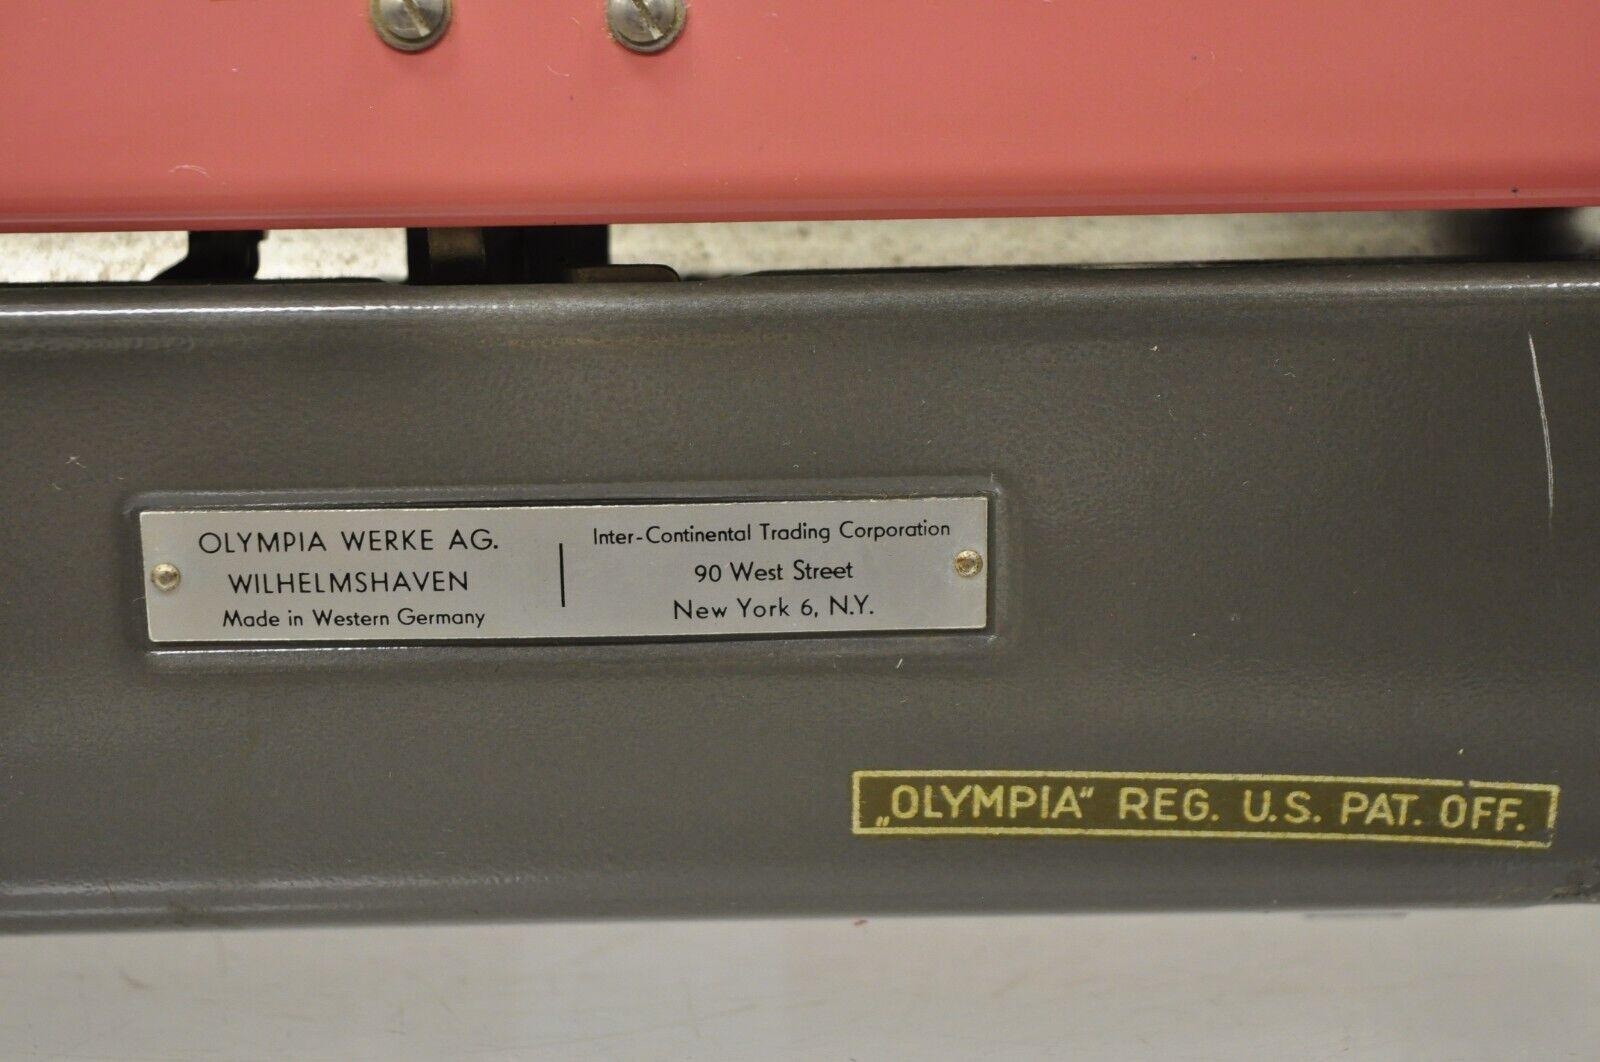 OLYMPIA WERKE AG.
WILHELMSHAVEN
Made in Western Germany
Inter-Continental Trading Corporation
90 West Street
New York 6, N.Y.
„OLYMPIA“ REG. U.S. PAT. OFF.